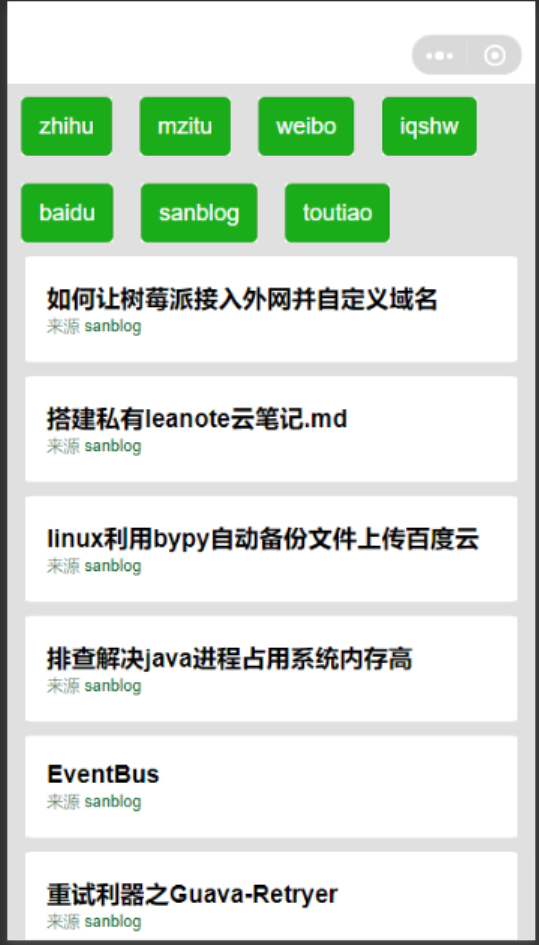 zhihu mzitu weibo iqshw
baidu sanblog toutiao
如何让树莓派接入外网并自定义域名
来源 sanblog
搭建私有leanote云笔记.md
来源 sanblog
linux利用bypy自动备份文件上传百度云
来源 sanblog
排查解决java进程占用系统内存高
来源 sanblog
EventBus
来源 sanblog
重试利器之Guava-Retryer
来源 sanblog